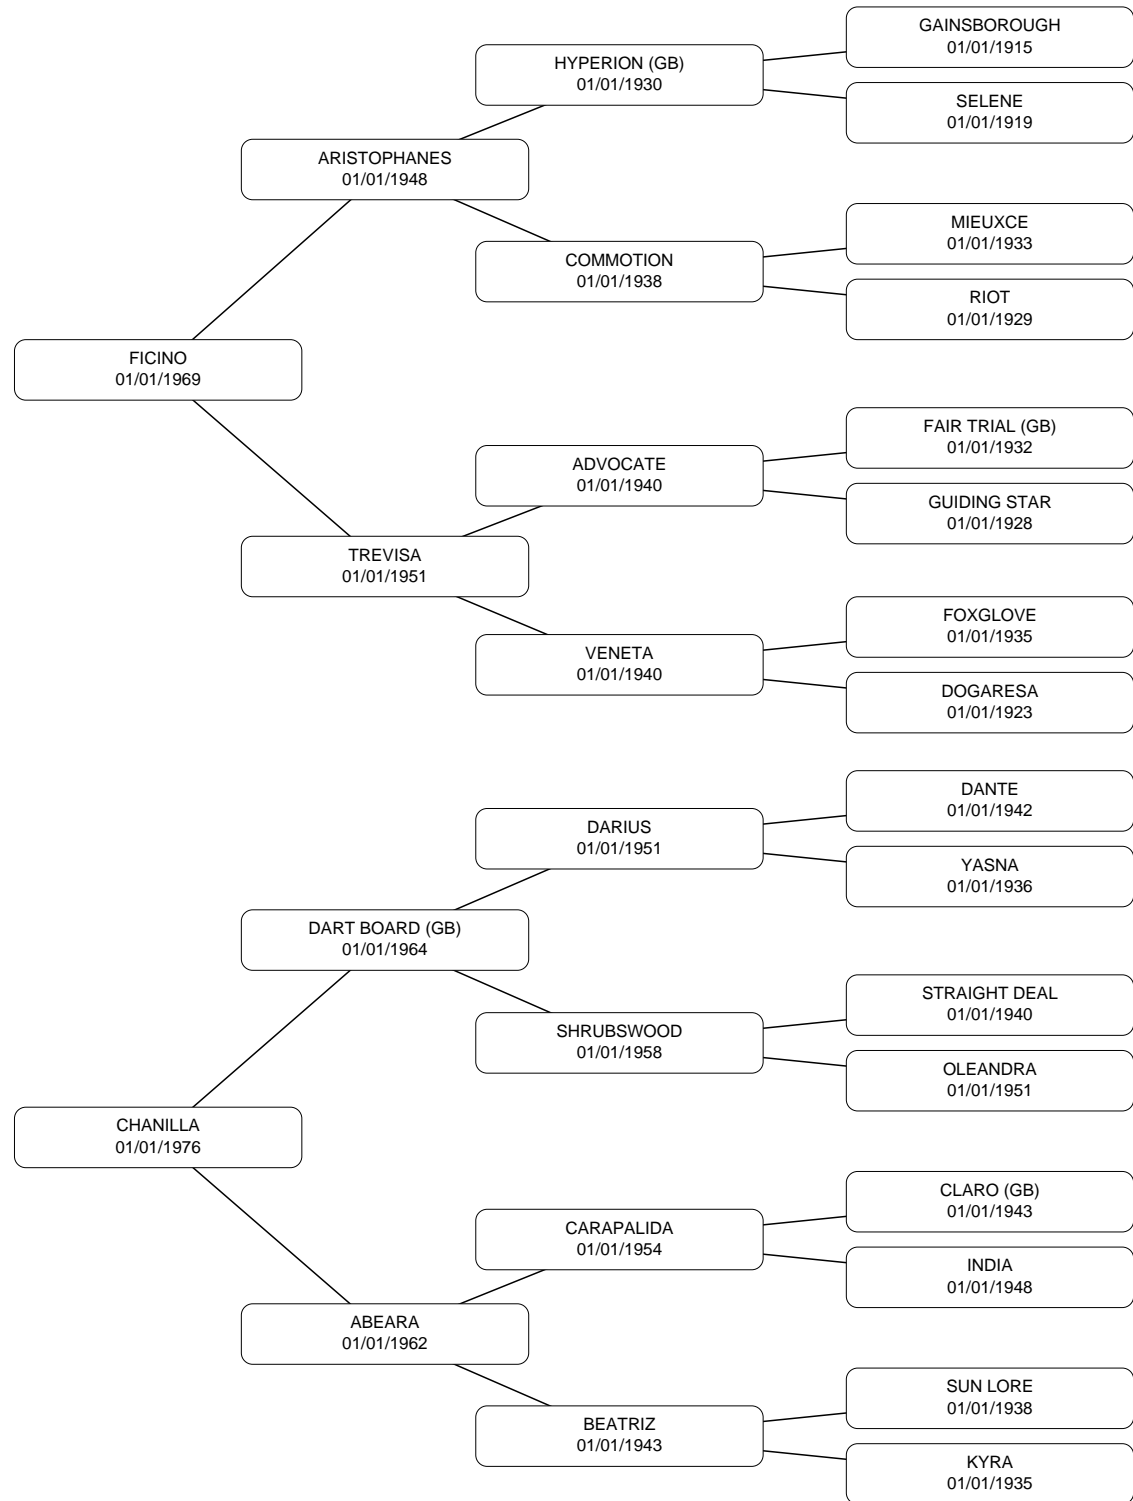 GAINSBOROUGH
01/01/1915
HYPERION (GB)
01/01/1930
SELENE
01/01/1919
ARISTOPHANES
01/01/1948
MIEUXCE
01/01/1933
COMMOTION
01/01/1938
RIOT
01/01/1929
FICINO
01/01/1969
FAIR TRIAL (GB)
01/01/1932
ADVOCATE
01/01/1940
GUIDING STAR
01/01/1928
TREVISA
01/01/1951
FOXGLOVE
01/01/1935
VENETA
01/01/1940
DOGARESA
01/01/1923
DANTE
01/01/1942
DARIUS
01/01/1951
YASNA
01/01/1936
DART BOARD (GB)
01/01/1964
STRAIGHT DEAL
01/01/1940
SHRUBSWOOD
01/01/1958
OLEANDRA
01/01/1951
CHANILLA
01/01/1976
CLARO (GB)
01/01/1943
CARAPALIDA
01/01/1954
INDIA
01/01/1948
ABEARA
01/01/1962
SUN LORE
01/01/1938
BEATRIZ
01/01/1943
KYRA
01/01/1935